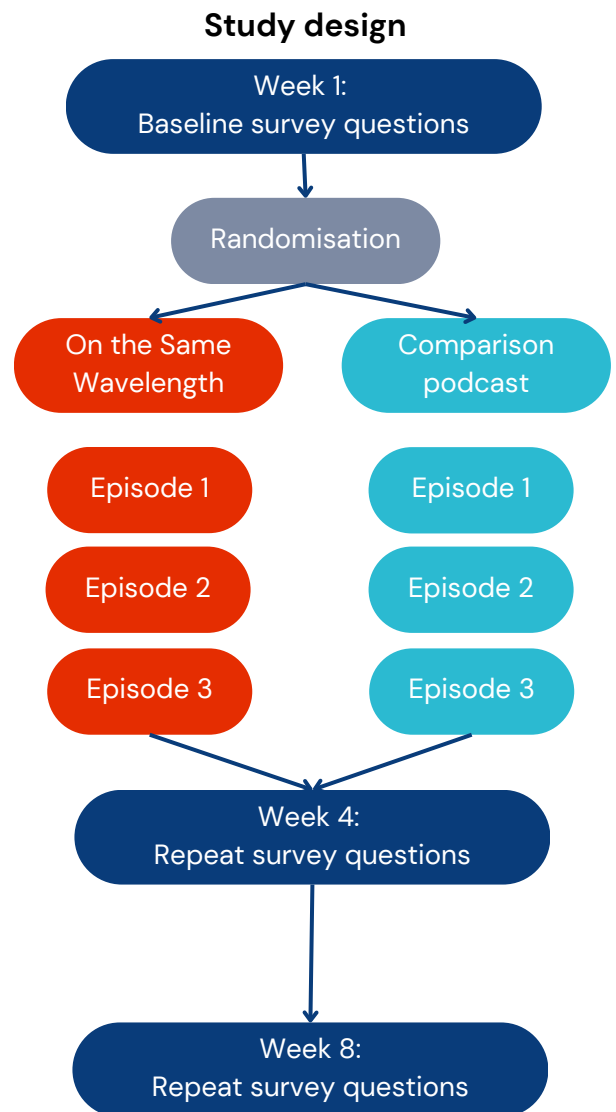 Study design
Week 1:
Baseline survey questions
Randomisation
On the Same
Wavelength
Comparison
podcast
Episode 1
Episode 1
Episode 2
Episode 2
Episode 3
Episode 3
Week 4:
Repeat survey questions
Week 8:
Repeat survey questions